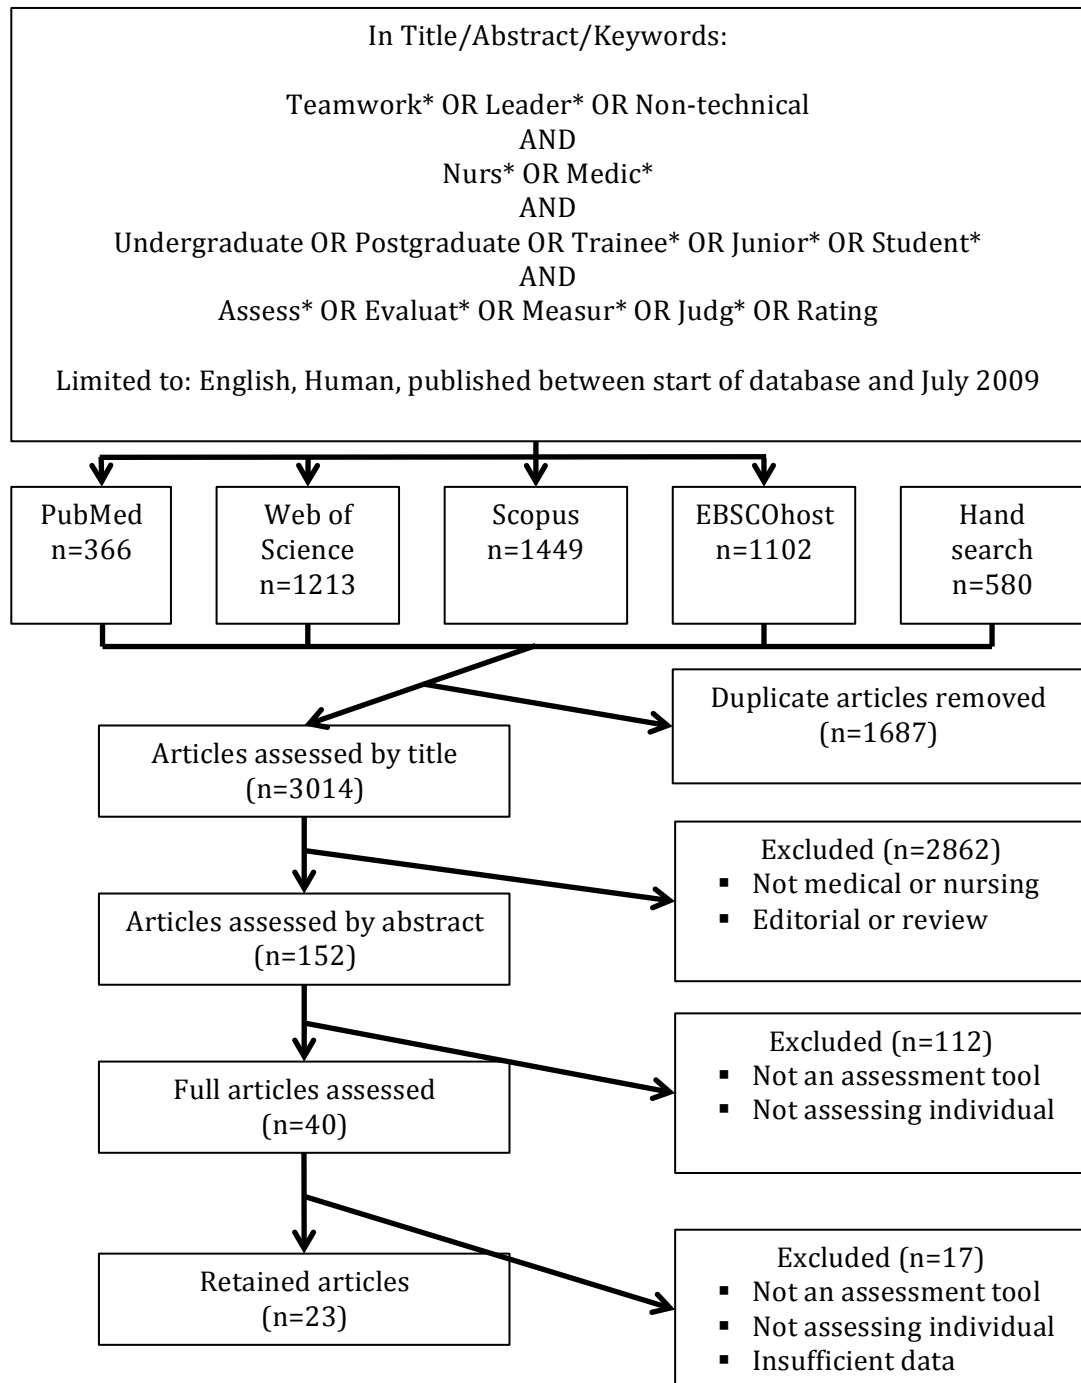 In Title/Abstract/Keywords:
Teamwork* OR Leader* OR Non-technical
AND
Nurs* OR Medic*
AND
Undergraduate OR Postgraduate OR Trainee* OR Junior* OR Student*
AND
Assess* OR Evaluat* OR Measur* OR Judg* OR Rating
Limited to: English, Human, published between start of database and July 2009
PubMed
n=366
Web of
Science
n=1213
Scopus
n=1449
EBSCOhost
n=1102
Hand
search
n=580
Duplicate articles removed
(n=1687)
Articles assessed by title
(n=3014)
Excluded (n=2862)
▪ Not medical or nursing
▪ Editorial or review
Articles assessed by abstract
(n=152)
Excluded (n=112)
▪ Not an assessment tool
▪ Not assessing individual
Full articles assessed
(n=40)
Excluded (n=17)
▪ Not an assessment tool
▪ Not assessing individual
▪ Insufficient data
Retained articles
(n=23)